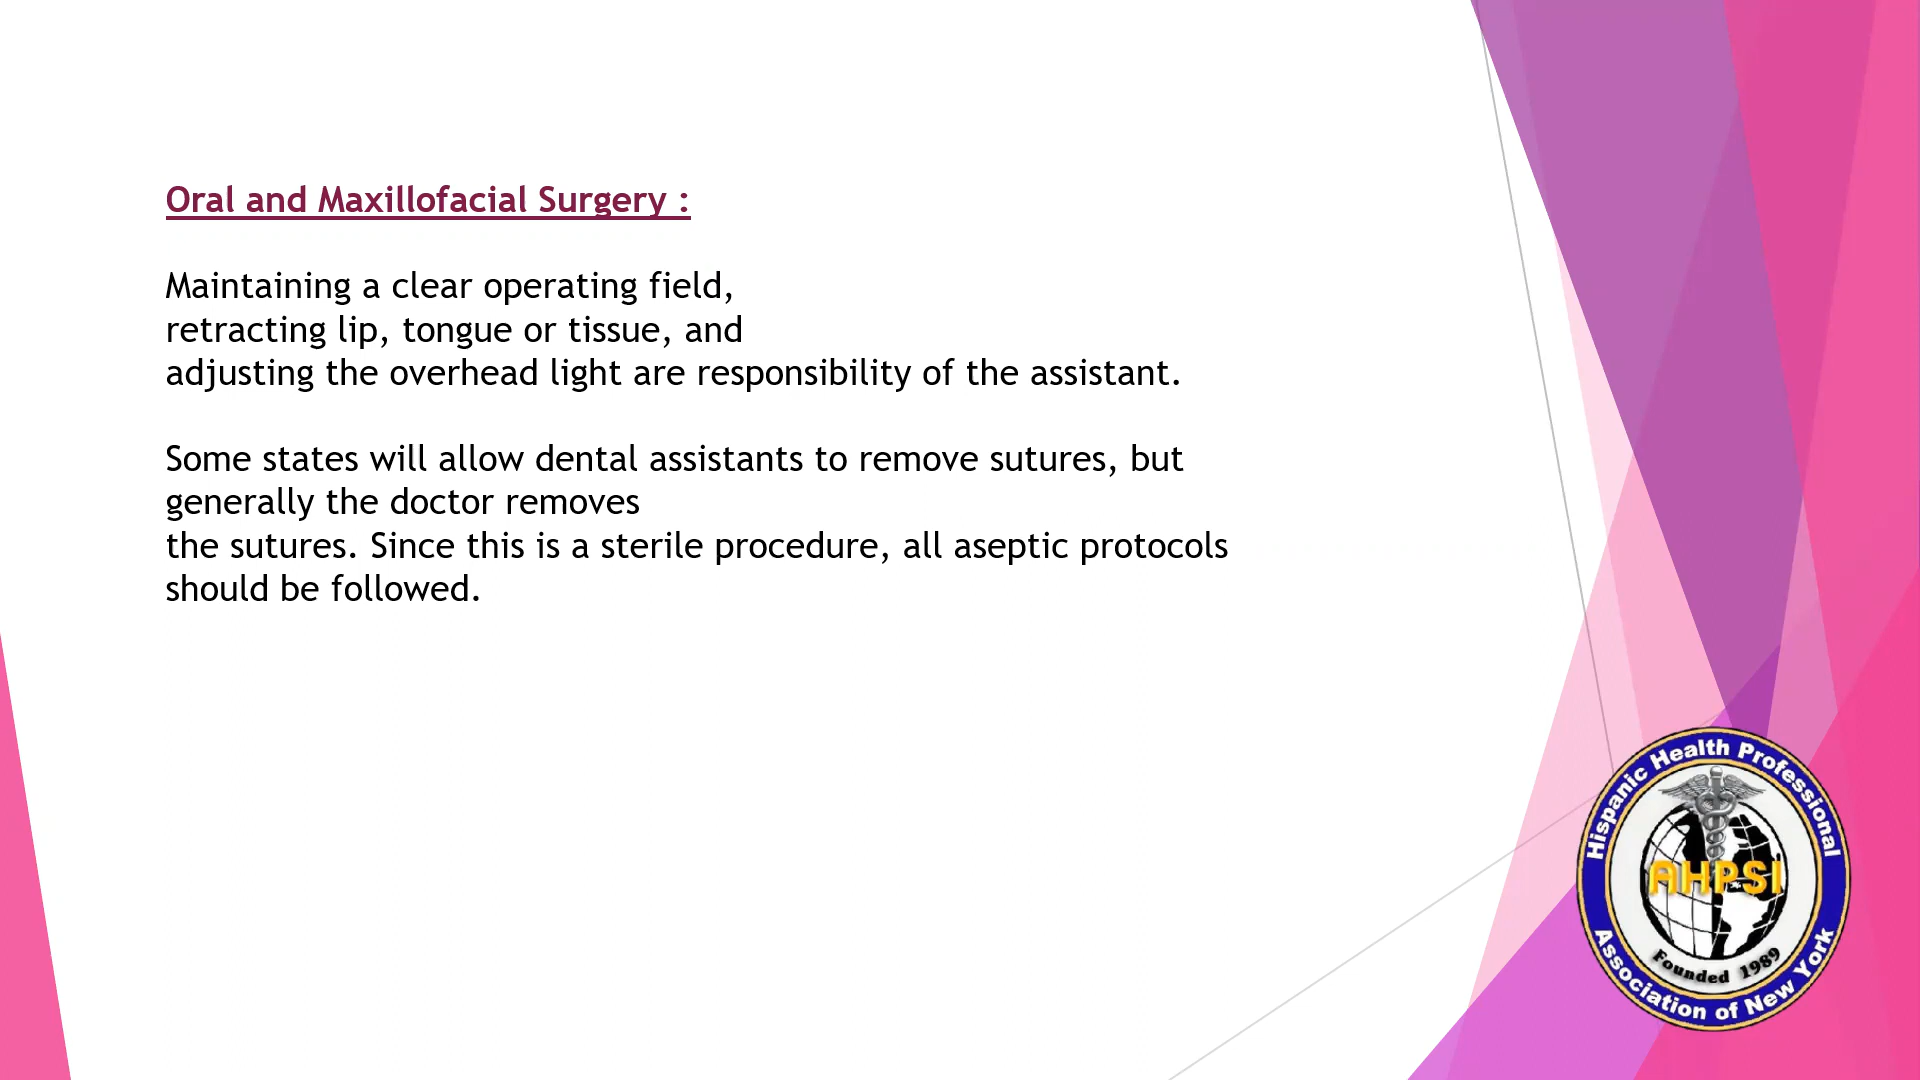 Oral and Maxillofacial Surgery :
Maintaining a clear operating field,
retracting lip, tongue or tissue, and
adjusting the overhead light are responsibility of the assistant.
Some states will allow dental assistants to remove sutures, but
generally the doctor removes
the sutures. Since this is a sterile procedure, all aseptic protocols
should be followed.
Hispanic Health Professional
AHPSI
Founded 1989
Association of New York